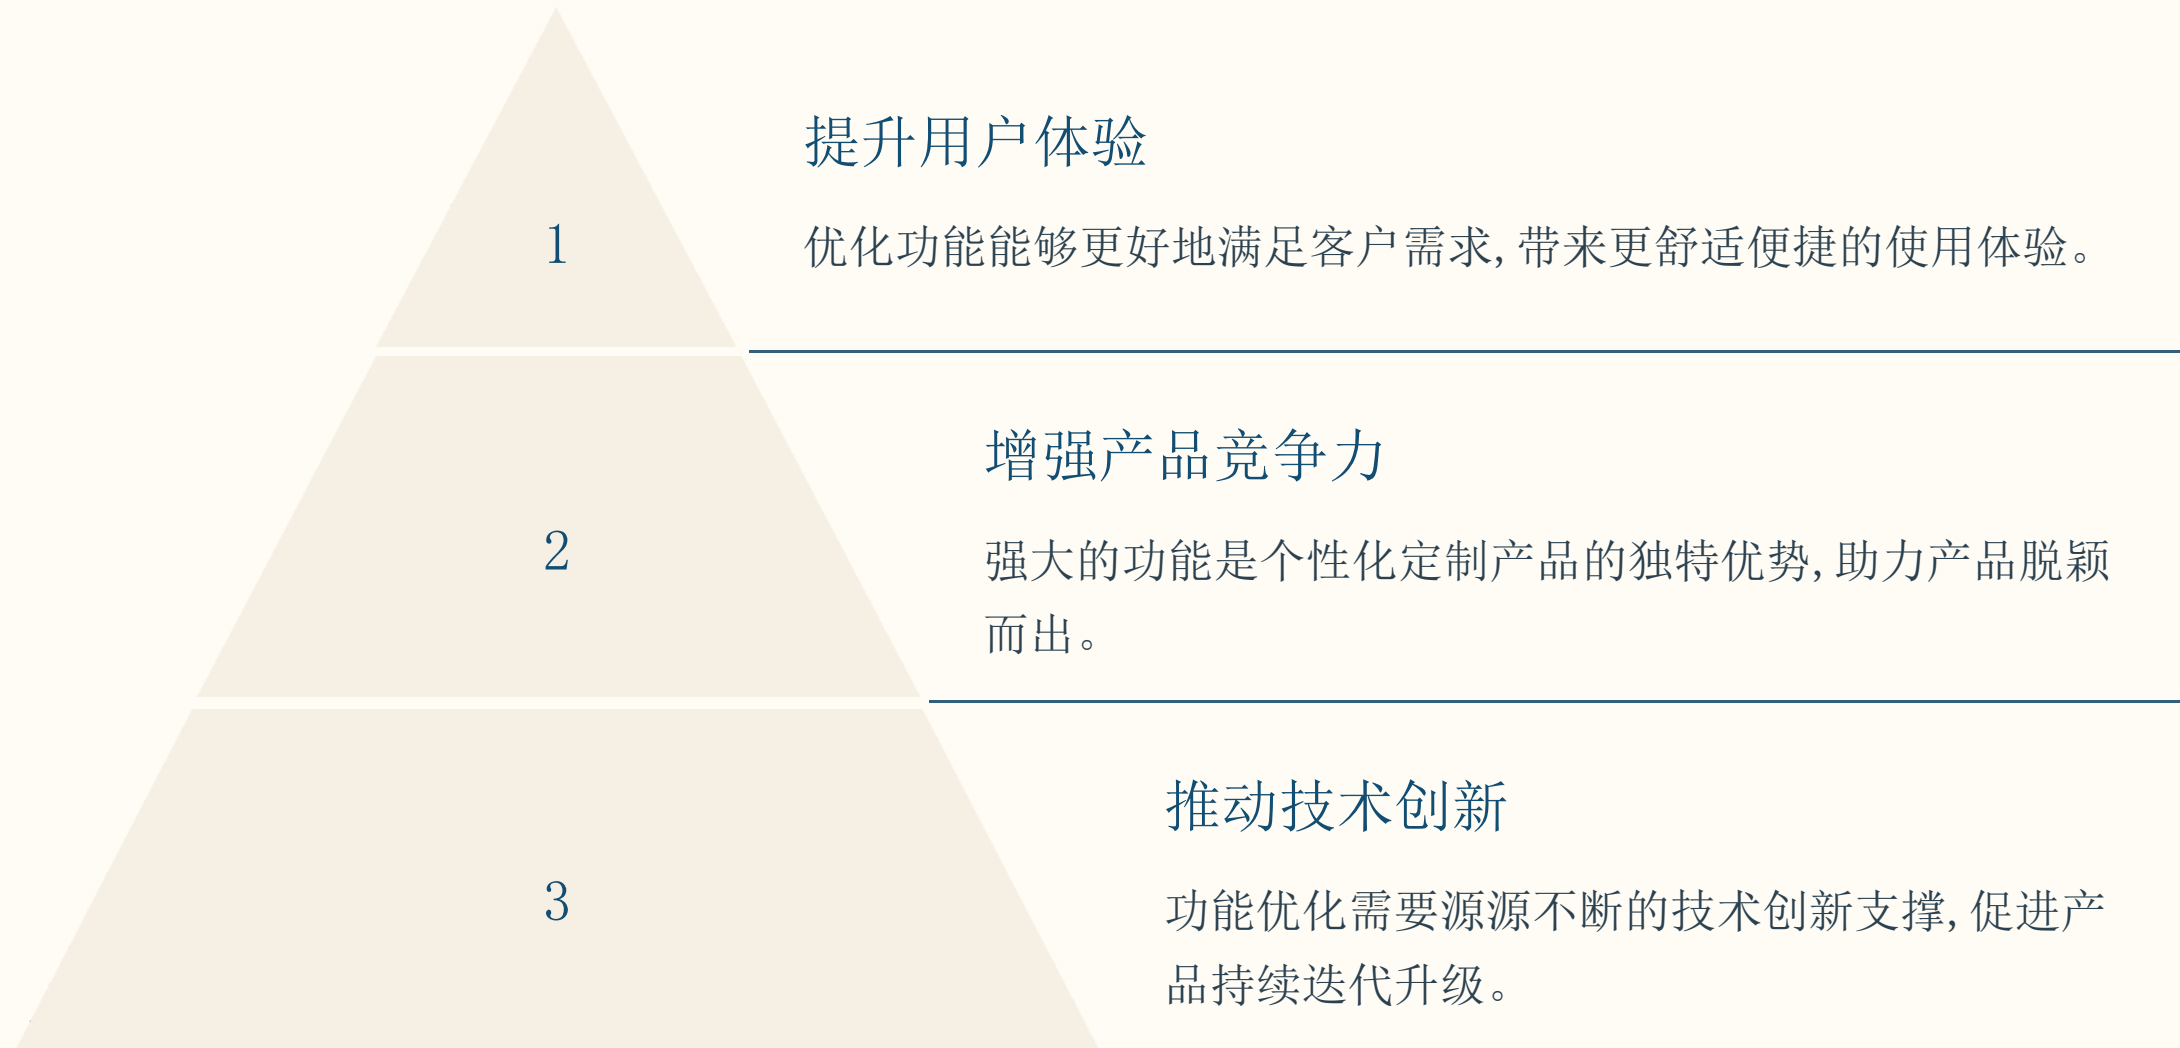 提升用户体验
1
优化功能能够更好地满足客户需求,带来更舒适便捷的使用体验。
增强产品竞争力
2
强大的功能是个性化定制产品的独特优势,助力产品脱颖
而出。
推动技术创新
3
功能优化需要源源不断的技术创新支撑,促进产
品持续迭代升级。